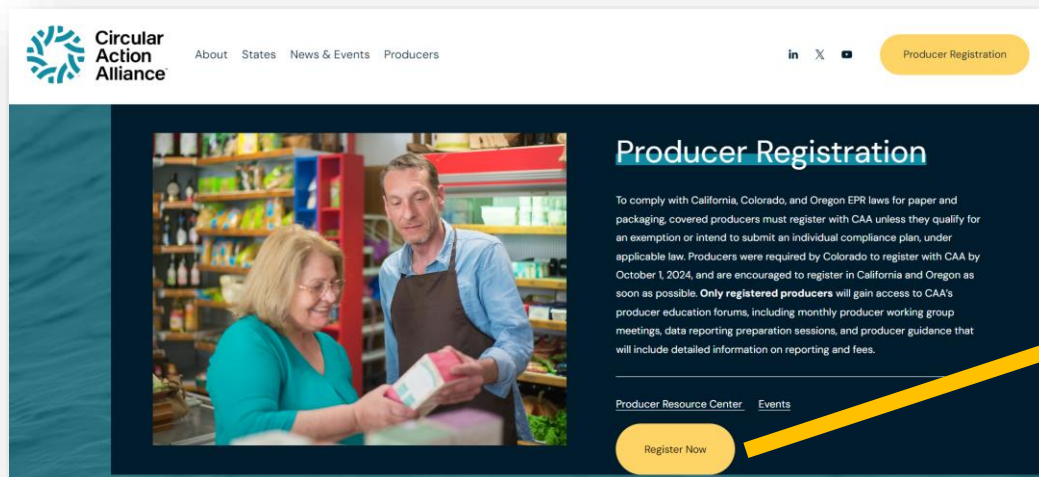 Circular
Action
Alliance
About States News & Events Producers
in X
Producer Registration
Producer Registration
To comply with California, Colorado, and Oregon EPR laws for paper and
packaging, covered producers must register with CAA unless they qualify for
an exemption or intend to submit an individual compliance plan, under
applicable law. Producers were required by Colorado to register with CAA by
October 1, 2024, and are encouraged to register in California and Oregon as
soon as possible. Only registered producers will gain access to CAA's
producer education forums, including monthly producer working group
meetings, data reporting preparation sessions, and producer guidance that
will include detailed information on reporting and fees.
Producer Resource Center Events
Register Now